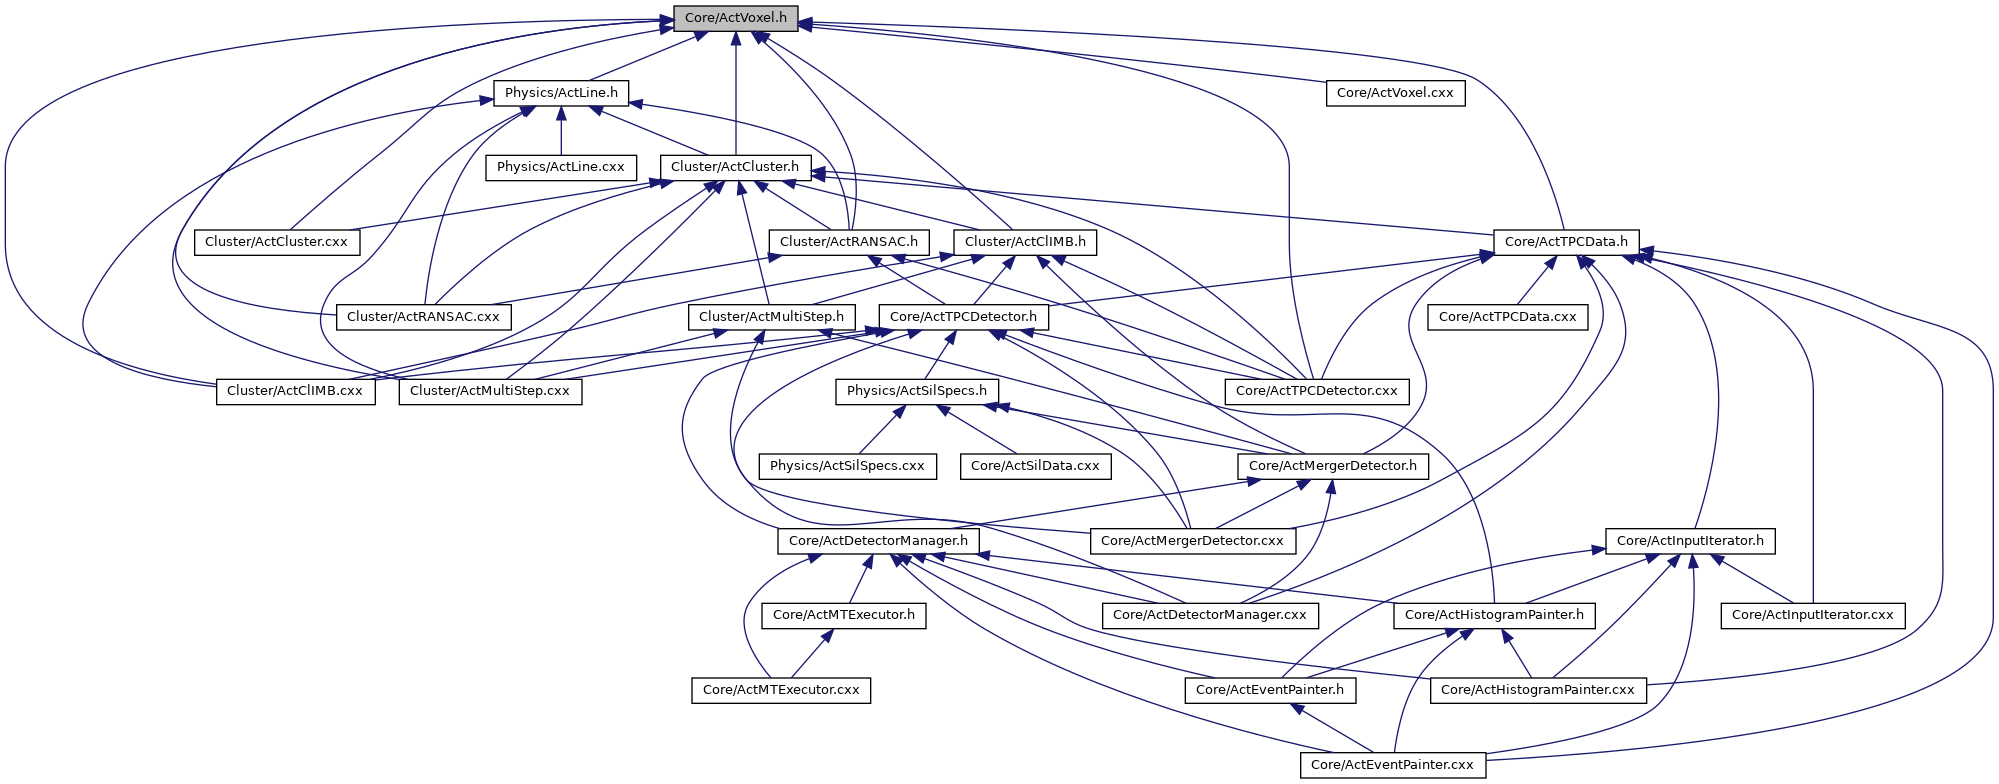 Core/ActVoxel.h
Physics/ActLine.h
Core/ActVoxel.cxx
Physics/ActLine.cxx
Cluster/ActCluster.h
Cluster/ActCluster.cxx
Cluster/ActRANSAC.h
Cluster/ActClIMB.h
Core/ActTPCData.h
Cluster/ActRANSAC.cxx
Cluster/ActMultiStep.h
Core/ActTPCDetector.h
Core/ActTPCData.cxx
Cluster/ActClIMB.cxx
Cluster/ActMultiStep.cxx
Physics/ActSilSpecs.h
Core/ActTPCDetector.cxx
Physics/ActSilSpecs.cxx
Core/ActSilData.cxx
Core/ActMergerDetector.h
Core/ActDetectorManager.h
Core/ActMergerDetector.cxx
Core/ActInputIterator.h
Core/ActMTExecutor.h
Core/ActDetectorManager.cxx
Core/ActHistogramPainter.h
Core/ActInputIterator.cxx
Core/ActMTExecutor.cxx
Core/ActEventPainter.h
Core/ActHistogramPainter.cxx
Core/ActEventPainter.cxx